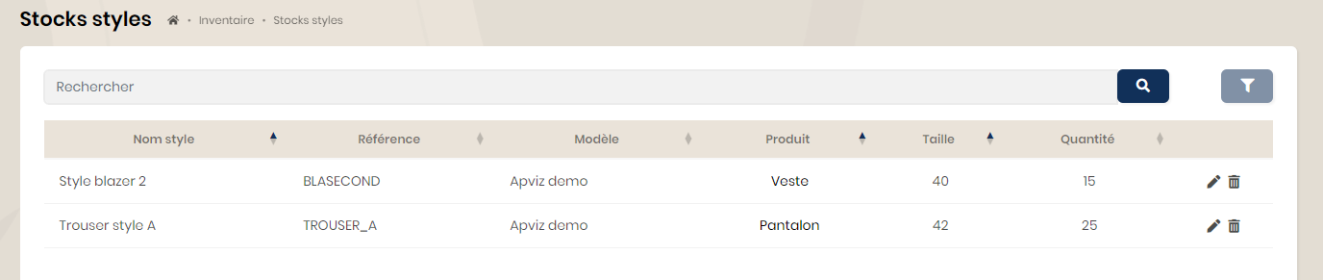 Stocks styles • Inventaire • Stocks styles
Rechercher
Nom style Référence Modèle Produit Taille Quantité
Style blazer 2 BLASECOND Apviz demo Veste 40 15
Trouser style A TROUSER_A Apviz demo Pantalon 42 25